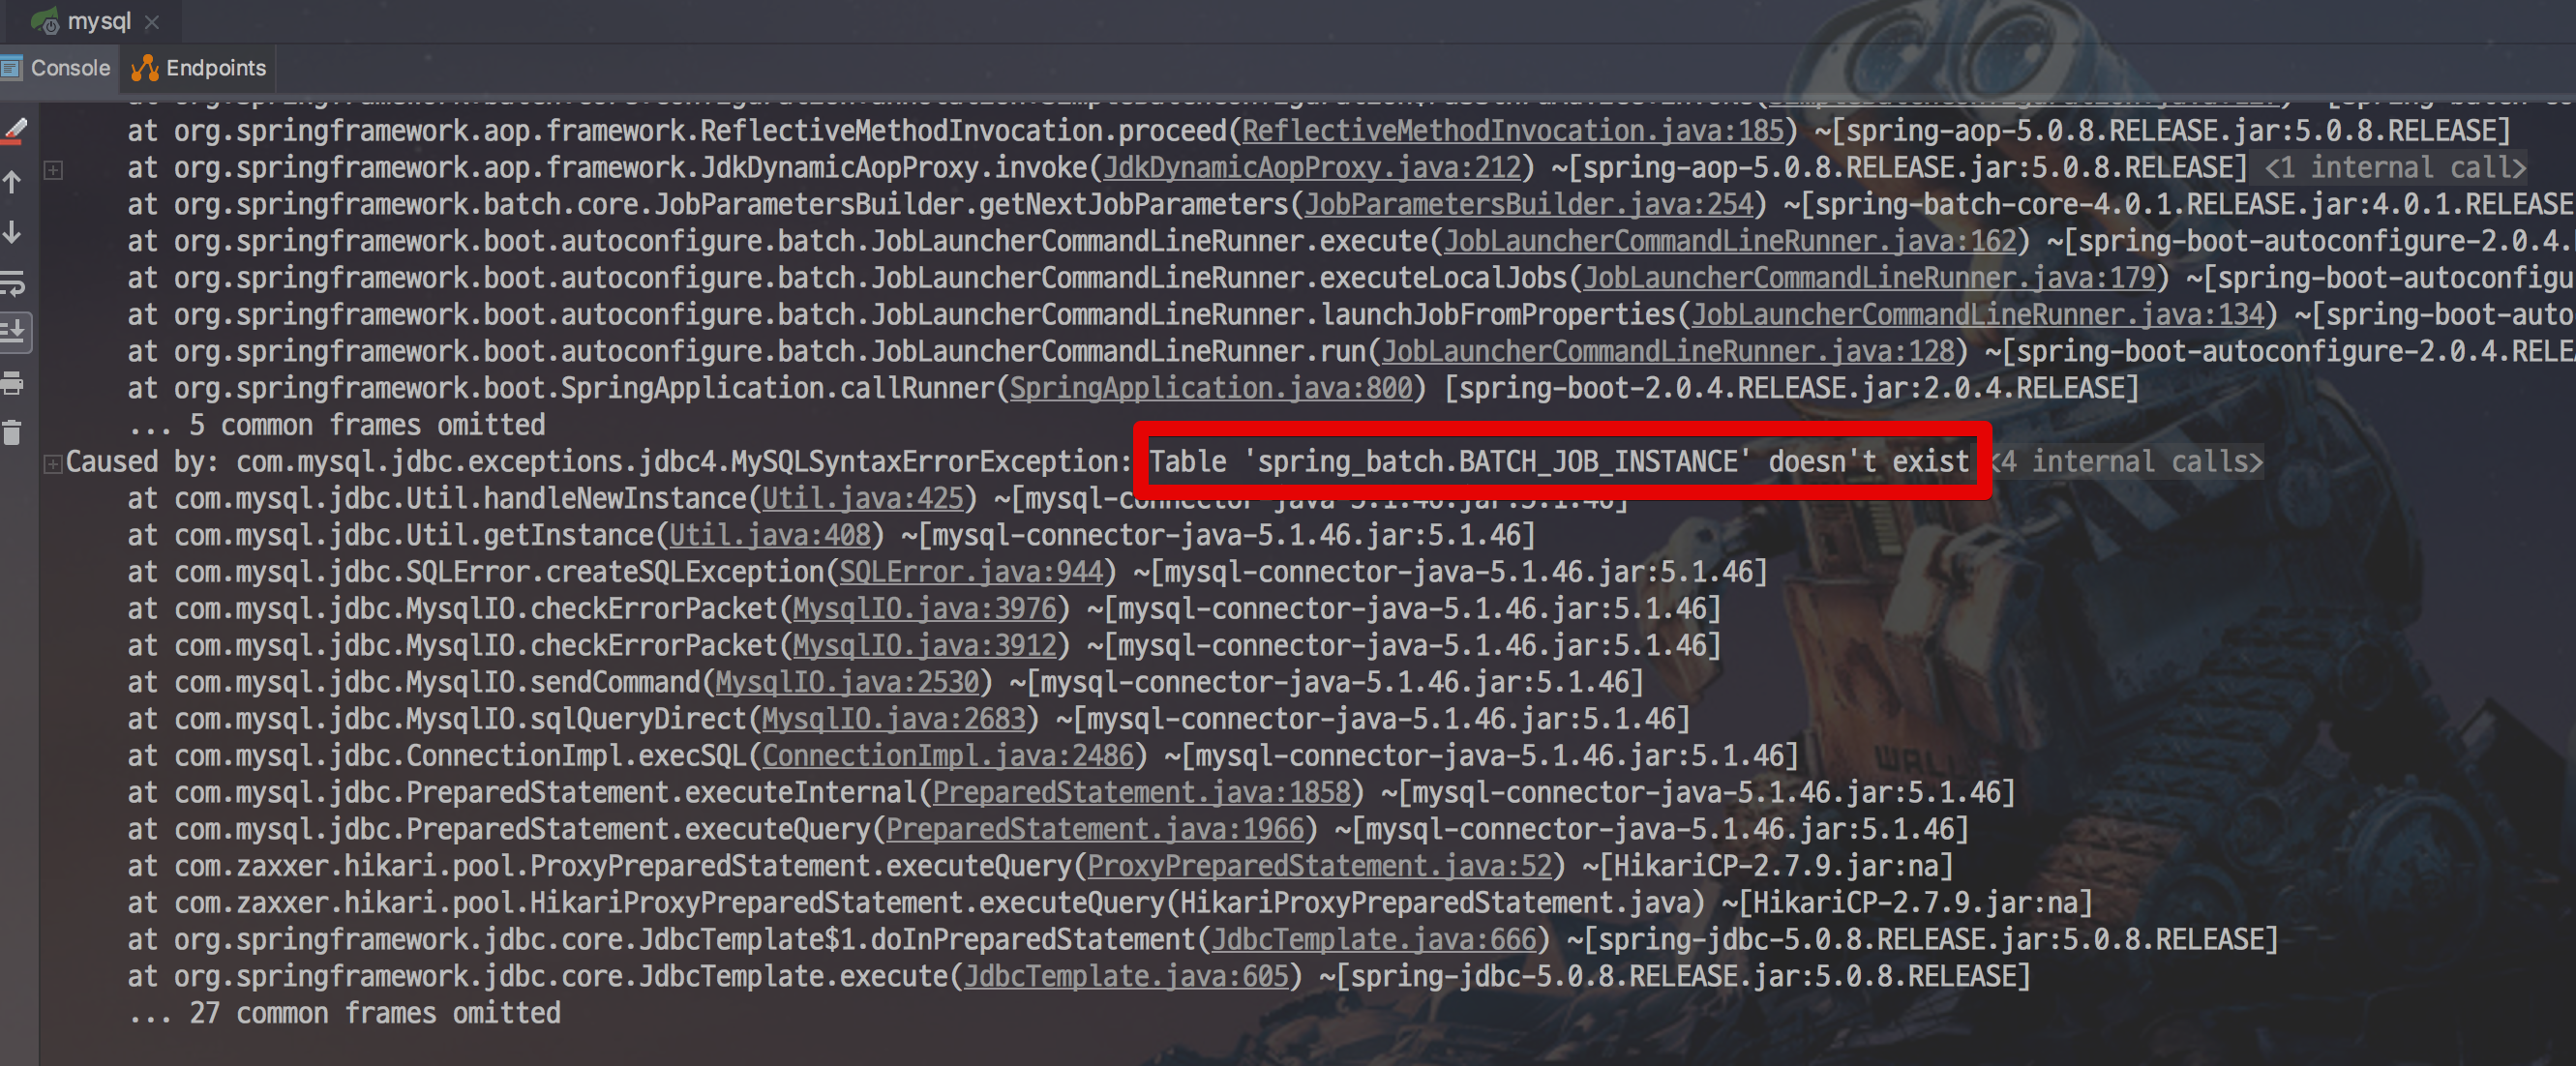 mysql
Console
Endpoints
at org.springframework.aop.framework.ReflectiveMethodInvocation.proceed(ReflectiveMethodInvocation.java:185) ~[spring-aop-5.0.8.RELEASE.jar:5.0.8.RELEASE]
at org.springframework.aop.framework.JdkDynamicAopProxy.invoke(JdkDynamicAopProxy.java:212) ~[spring-aop-5.0.8.RELEASE.jar:5.0.8.RELEASE] <1 internal call>
at org.springframework.batch.core.JobParametersBuilder.getNextJobParameters(JobParametersBuilder.java:254) ~[spring-batch-core-4.0.1.RELEASE.jar:4.0.1.RELEASE
at org.springframework.boot.autoconfigure.batch.JobLauncherCommandLineRunner.execute(JobLauncherCommandLineRunner.java:162) ~[spring-boot-autoconfigure-2.0.4.
at org.springframework.boot.autoconfigure.batch.JobLauncherCommandLineRunner.executeLocalJobs(JobLauncherCommandLineRunner.java:179) ~[spring-boot-autoconfigu
at org.springframework.boot.autoconfigure.batch.JobLauncherCommandLineRunner.launchJobFromProperties(JobLauncherCommandLineRunner.java:134) ~[spring-boot-auto
at org.springframework.boot.autoconfigure.batch.JobLauncherCommandLineRunner.run(JobLauncherCommandLineRunner.java:128) ~[spring-boot-autoconfigure-2.0.4.RELE
at org.springframework.boot.SpringApplication.callRunner(SpringApplication.java:800) [spring-boot-2.0.4.RELEASE.jar:2.0.4.RELEASE]
... 5 common frames omitted
Caused by: com.mysql.jdbc.exceptions.jdbc4.MySQLSyntaxErrorException: Table 'spring_batch.BATCH_JOB_INSTANCE' doesn't exist <4 internal calls>
at com.mysql.jdbc.Util.handleNewInstance(Util.java:425) ~[mysql-connector-java-5.1.46.jar:5.1.46]
at com.mysql.jdbc.Util.getInstance(Util.java:408) ~[mysql-connector-java-5.1.46.jar:5.1.46]
at com.mysql.jdbc.SQLError.createSQLException(SQLError.java:944) ~[mysql-connector-java-5.1.46.jar:5.1.46]
at com.mysql.jdbc.MysqlIO.checkErrorPacket(MysqlIO.java:3976) ~[mysql-connector-java-5.1.46.jar:5.1.46]
at com.mysql.jdbc.MysqlIO.checkErrorPacket(MysqlIO.java:3912) ~[mysql-connector-java-5.1.46.jar:5.1.46]
at com.mysql.jdbc.MysqlIO.sendCommand(MysqlIO.java:2530) ~[mysql-connector-java-5.1.46.jar:5.1.46]
at com.mysql.jdbc.MysqlIO.sqlQueryDirect(MysqlIO.java:2683) ~[mysql-connector-java-5.1.46.jar:5.1.46]
at com.mysql.jdbc.ConnectionImpl.execSQL(ConnectionImpl.java:2486) ~[mysql-connector-java-5.1.46.jar:5.1.46]
at com.mysql.jdbc.PreparedStatement.executeInternal(PreparedStatement.java:1858) ~[mysql-connector-java-5.1.46.jar:5.1.46]
at com.mysql.jdbc.PreparedStatement.executeQuery(PreparedStatement.java:1966) ~[mysql-connector-java-5.1.46.jar:5.1.46]
at com.zaxxer.hikari.pool.ProxyPreparedStatement.executeQuery(ProxyPreparedStatement.java:52) ~[HikariCP-2.7.9.jar:na]
at com.zaxxer.hikari.pool.HikariProxyPreparedStatement.executeQuery(HikariProxyPreparedStatement.java) ~[HikariCP-2.7.9.jar:na]
at org.springframework.jdbc.core.JdbcTemplate$1.doInPreparedStatement(JdbcTemplate.java:666) ~[spring-jdbc-5.0.8.RELEASE.jar:5.0.8.RELEASE]
at org.springframework.jdbc.core.JdbcTemplate.execute(JdbcTemplate.java:605) ~[spring-jdbc-5.0.8.RELEASE.jar:5.0.8.RELEASE]
... 27 common frames omitted